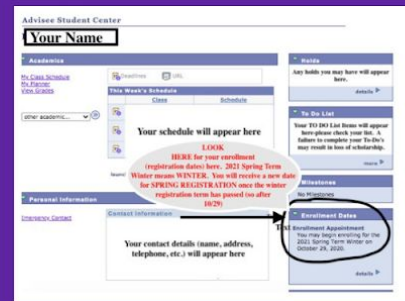 Advisee Student Center
Your Name
Academics
My Class Schedule
My Planner
View Grades
other academic...
Deadlines
URL
This Week's Schedule
Class
Schedule
Your schedule will appear here
LOOK
HERE for your enrollment
(registration dates) here. 2021 Spring Term
Winter means WINTER. You will receive a new date
for SPRING REGISTRATION once the winter
registration term has passed (so after
10/29)
Personal Information
Emergency Contact
Contact Information
Your contact details (name, address,
telephone, etc.) will appear here
Holds
Any holds you may have will appear
here.
details
To Do List
Your TO DO List Items will appear
here-please check your list. A
failure to complete your To-Do's
may result in loss of scholarship.
more
Milestones
No Milestones
Enrollment Dates
Enrollment Appointment
You may begin enrolling for the
2021 Spring Term Winter on
October 29, 2020.
details